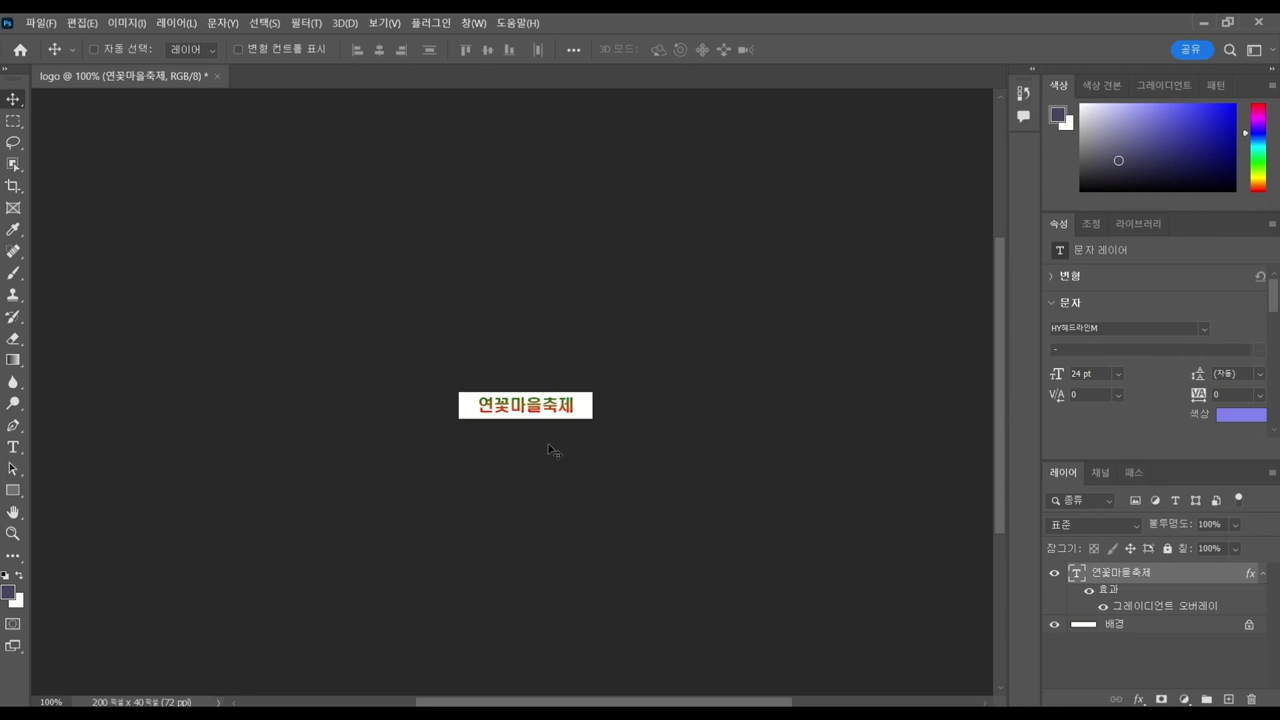 Ps 파일(F) 편집(E) 이미지(I) 레이어(L) 문자(Y) 선택(S) 필터(T) 3D(D) 보기(V) 플러그인 창(W) 도움말(H)
자동 선택: 레이어 변형 컨트롤 표시 3D 모드: 공유
logo @ 100% (연꽃마을축제, RGB/8) *
색상 색상 견본 그레이디언트 패턴
속성 조정 라이브러리
T 문자 레이어
변형
문자
HY헤드라인M
-
24 pt (자동)
0 0
색상
연꽃마을축제
레이어 채널 패스
종류
표준 불투명도: 100%
잠그기: 칠: 100%
연꽃마을축제 fx
효과
그레이디언트 오버레이
배경
100% 200 픽셀 x 40 픽셀 (72 ppi)